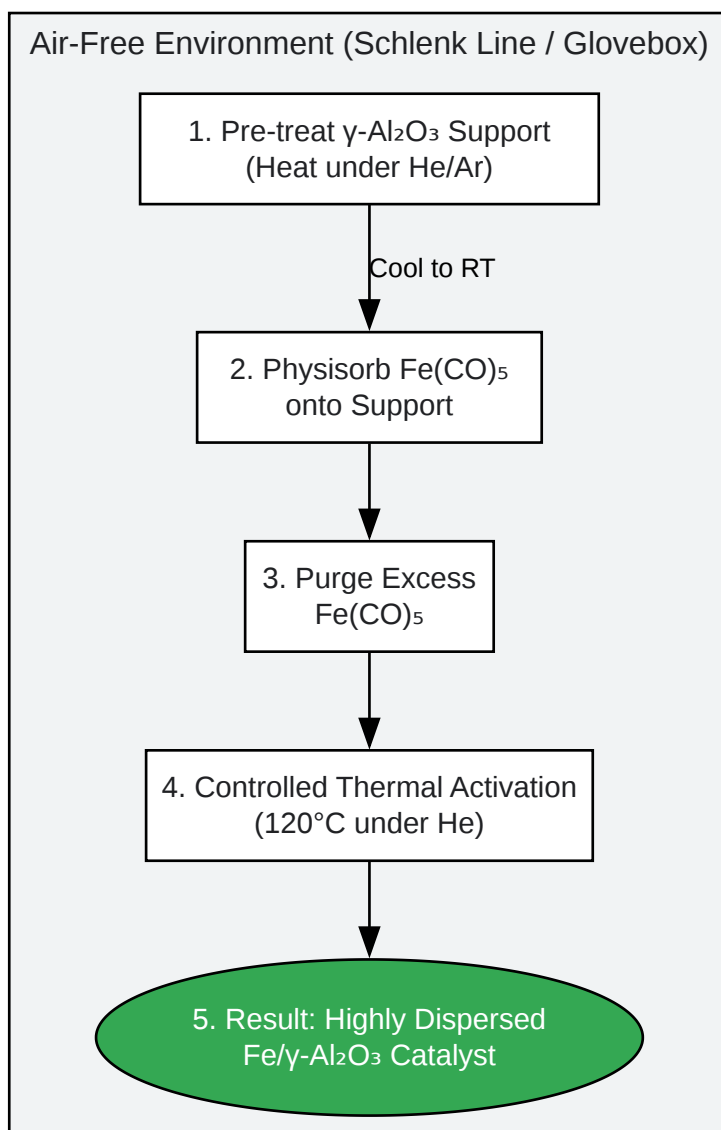 Air-Free Environment (Schlenk Line / Glovebox)
1. Pre-treat γ-Al₂O₃ Support
(Heat under He/Ar)
Cool to RT
2. Physisorb Fe(CO)₅
onto Support
3. Purge Excess
Fe(CO)₅
4. Controlled Thermal Activation
(120°C under He)
5. Result: Highly Dispersed
Fe/γ-Al₂O₃ Catalyst